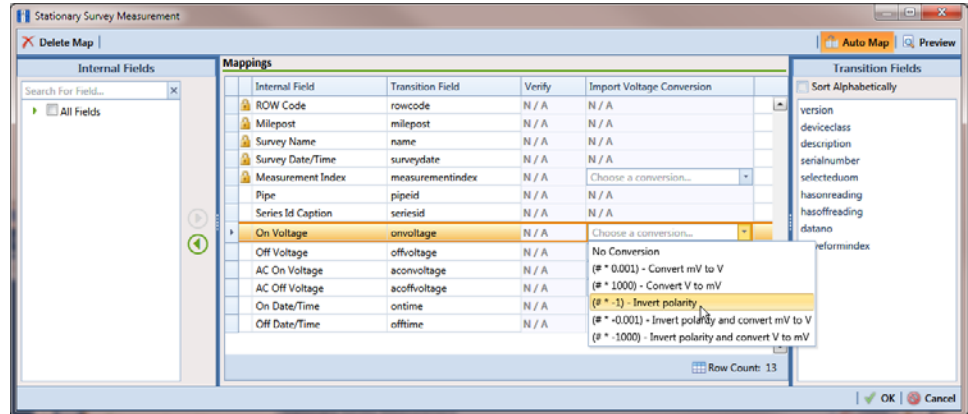 Stationary Survey Measurement
Delete Map | Auto Map | Preview
Internal Fields
Search For Field...
All Fields
Mappings
Internal Field Transition Field Verify Import Voltage Conversion
ROW Code rowcode N / A N / A
Milepost milepost N / A N / A
Survey Name name N / A N / A
Survey Date/Time surveydate N / A N / A
Measurement Index measurementindex N / A Choose a conversion...
Pipe pipeid N / A N / A
Series Id Caption seriesid N / A N / A
On Voltage onvoltage N / A Choose a conversion...
Off Voltage offvoltage N / A
AC On Voltage aconvoltage N / A
AC Off Voltage acoffvoltage N / A
On Date/Time ontime N / A
Off Date/Time offtime N / A
No Conversion
(# * 0.001) - Convert mV to V
(# * 1000) - Convert V to mV
(# * -1) - Invert polarity
(# * -0.001) - Invert polarity and convert mV to V
(# * -1000) - Invert polarity and convert V to mV
Row Count: 13
Transition Fields
Sort Alphabetically
version
deviceclass
description
serialnumber
selecteduom
hasonreading
hasoffreading
datano
OK | Cancel